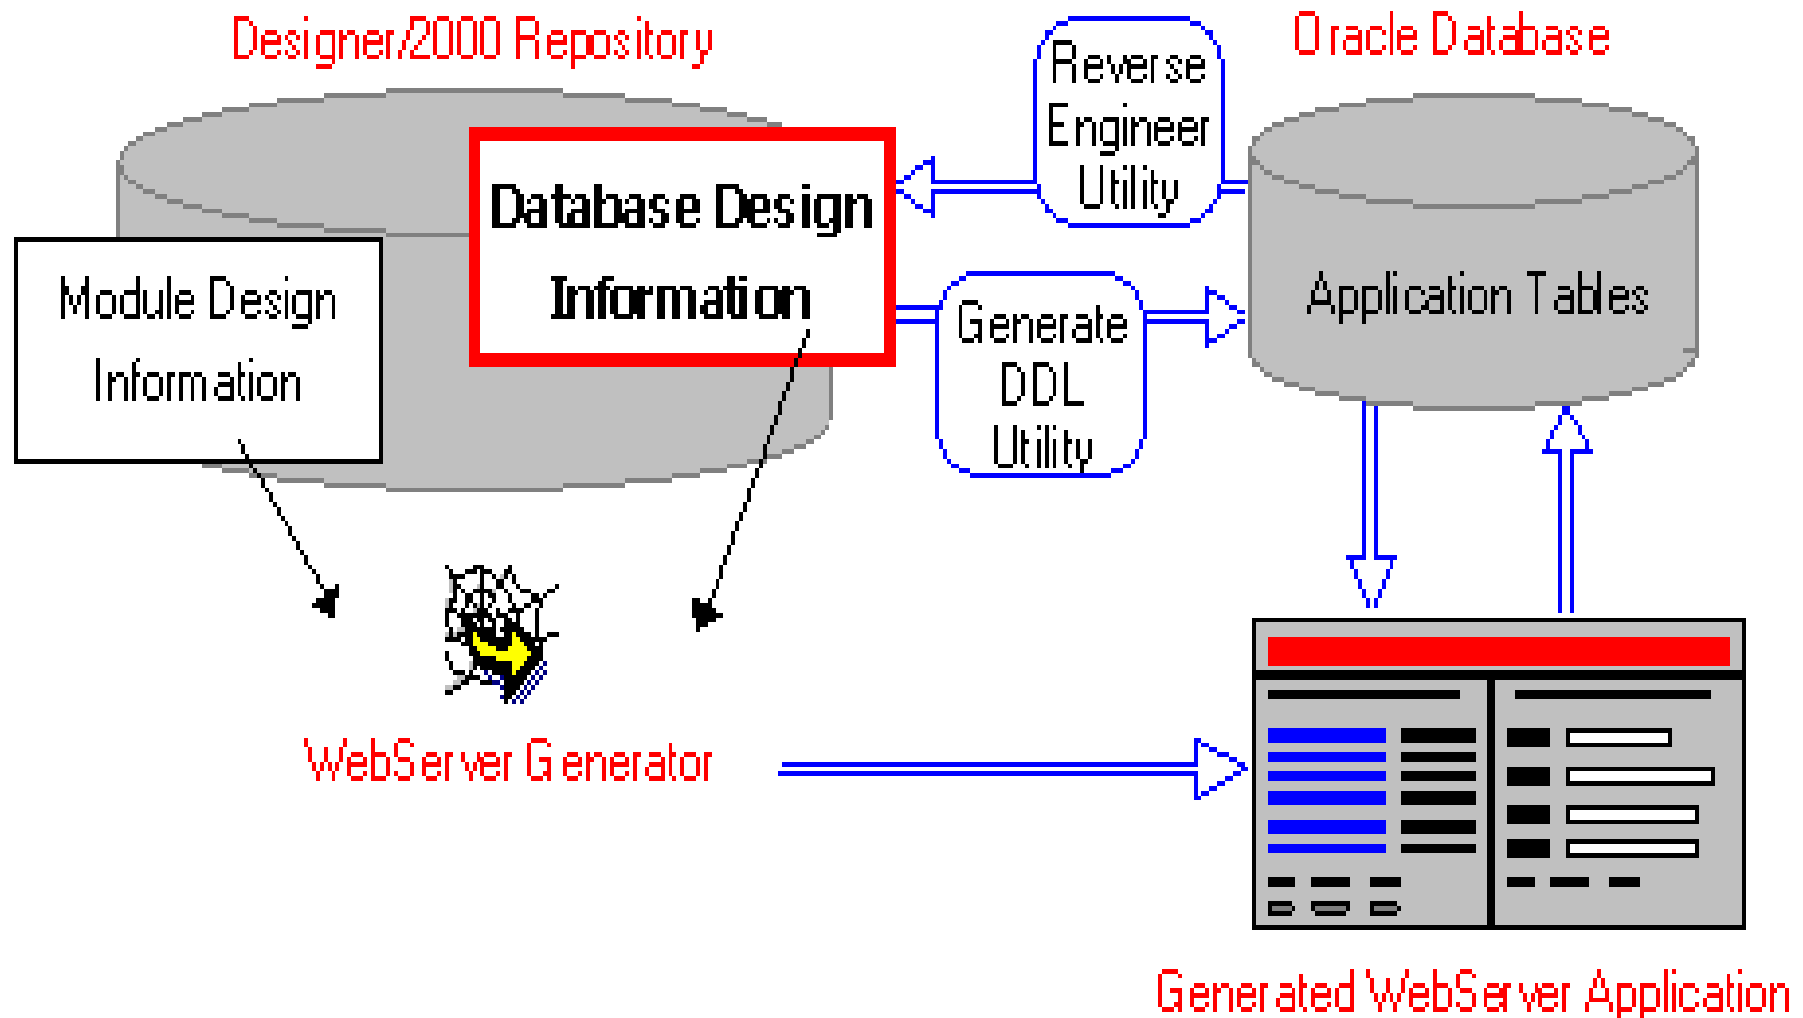 Designer/2000 Repository
Oracle Database
Reverse
Engineer
Utility
Database Design
Information
Module Design
Information
Generate
DDL
Utility
Application Tables
WebServer Generator
Generated WebServer Application